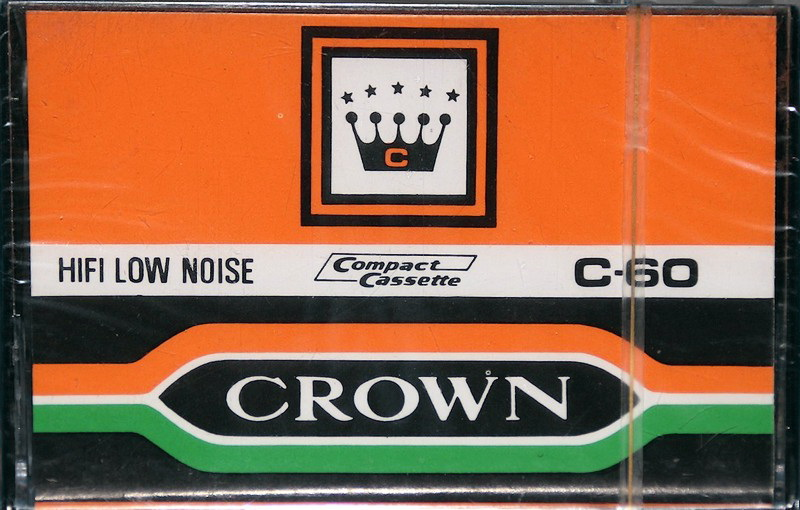 C
HIFI LOW NOISE
Compact
Cassette
C-60
CROWN